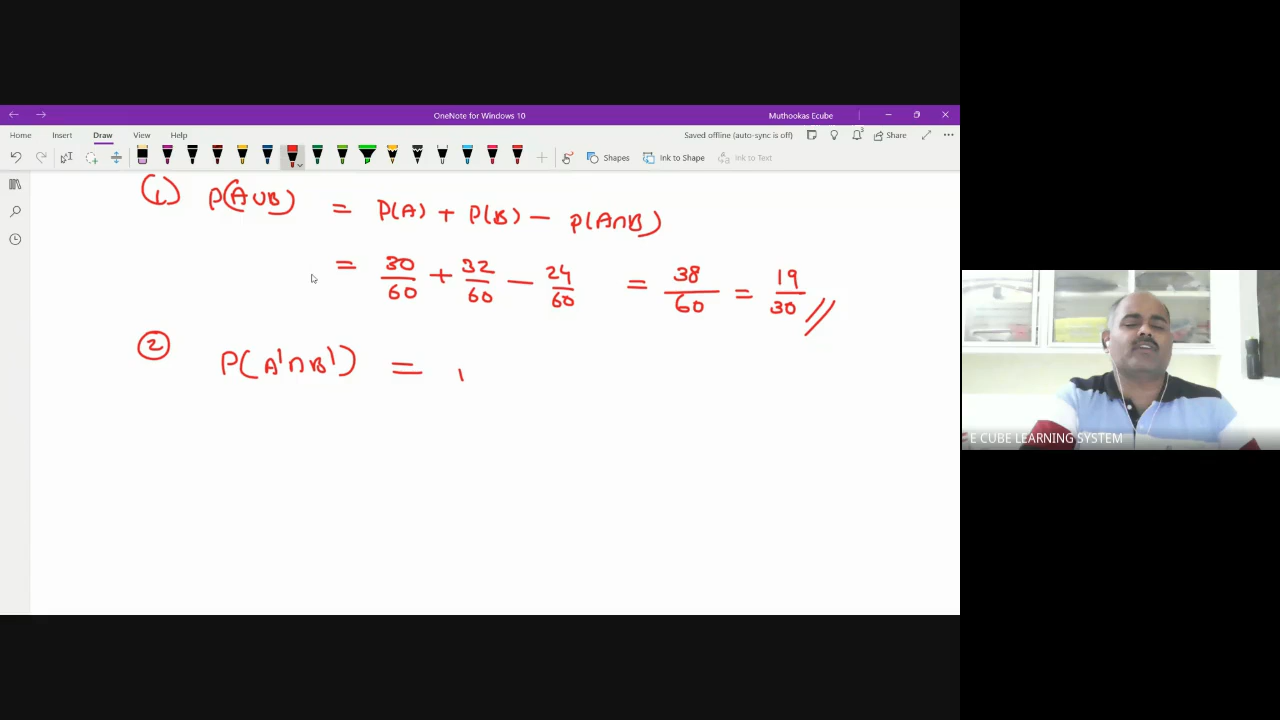 OneNote for Windows 10
Muthookas Ecube
Home Insert Draw View Help
Saved offline (auto-sync is off)
3
Share
Shapes
Ink to Shape
Ink to Text
(1) P(A∪B) = P(A) + P(B) − P(A∩B)
= 30/60 + 32/60 − 24/60 = 38/60 = 19/30 //
② P(A'∩B') =
E CUBE LEARNING SYSTEM